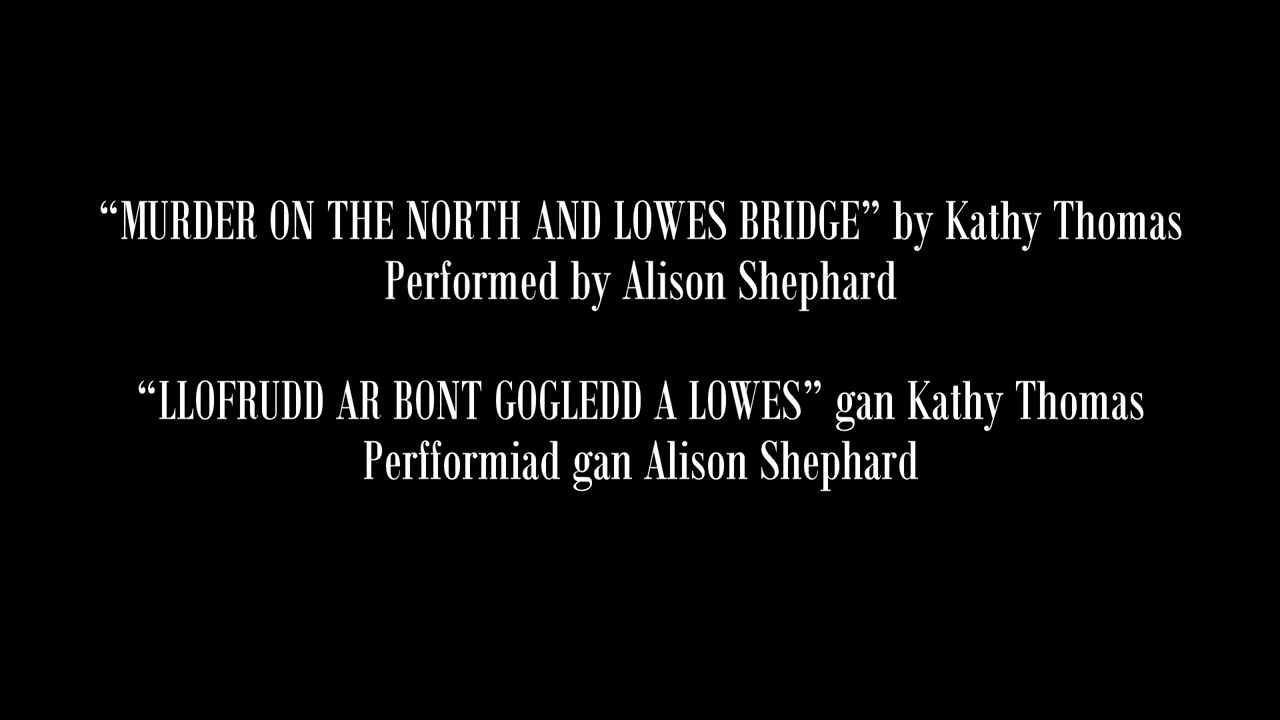 “MURDER ON THE NORTH AND LOWES BRIDGE” by Kathy Thomas
Performed by Alison Shephard
“LLOFRUDD AR BONT GOGLEDD A LOWES” gan Kathy Thomas
Perfformiad gan Alison Shephard